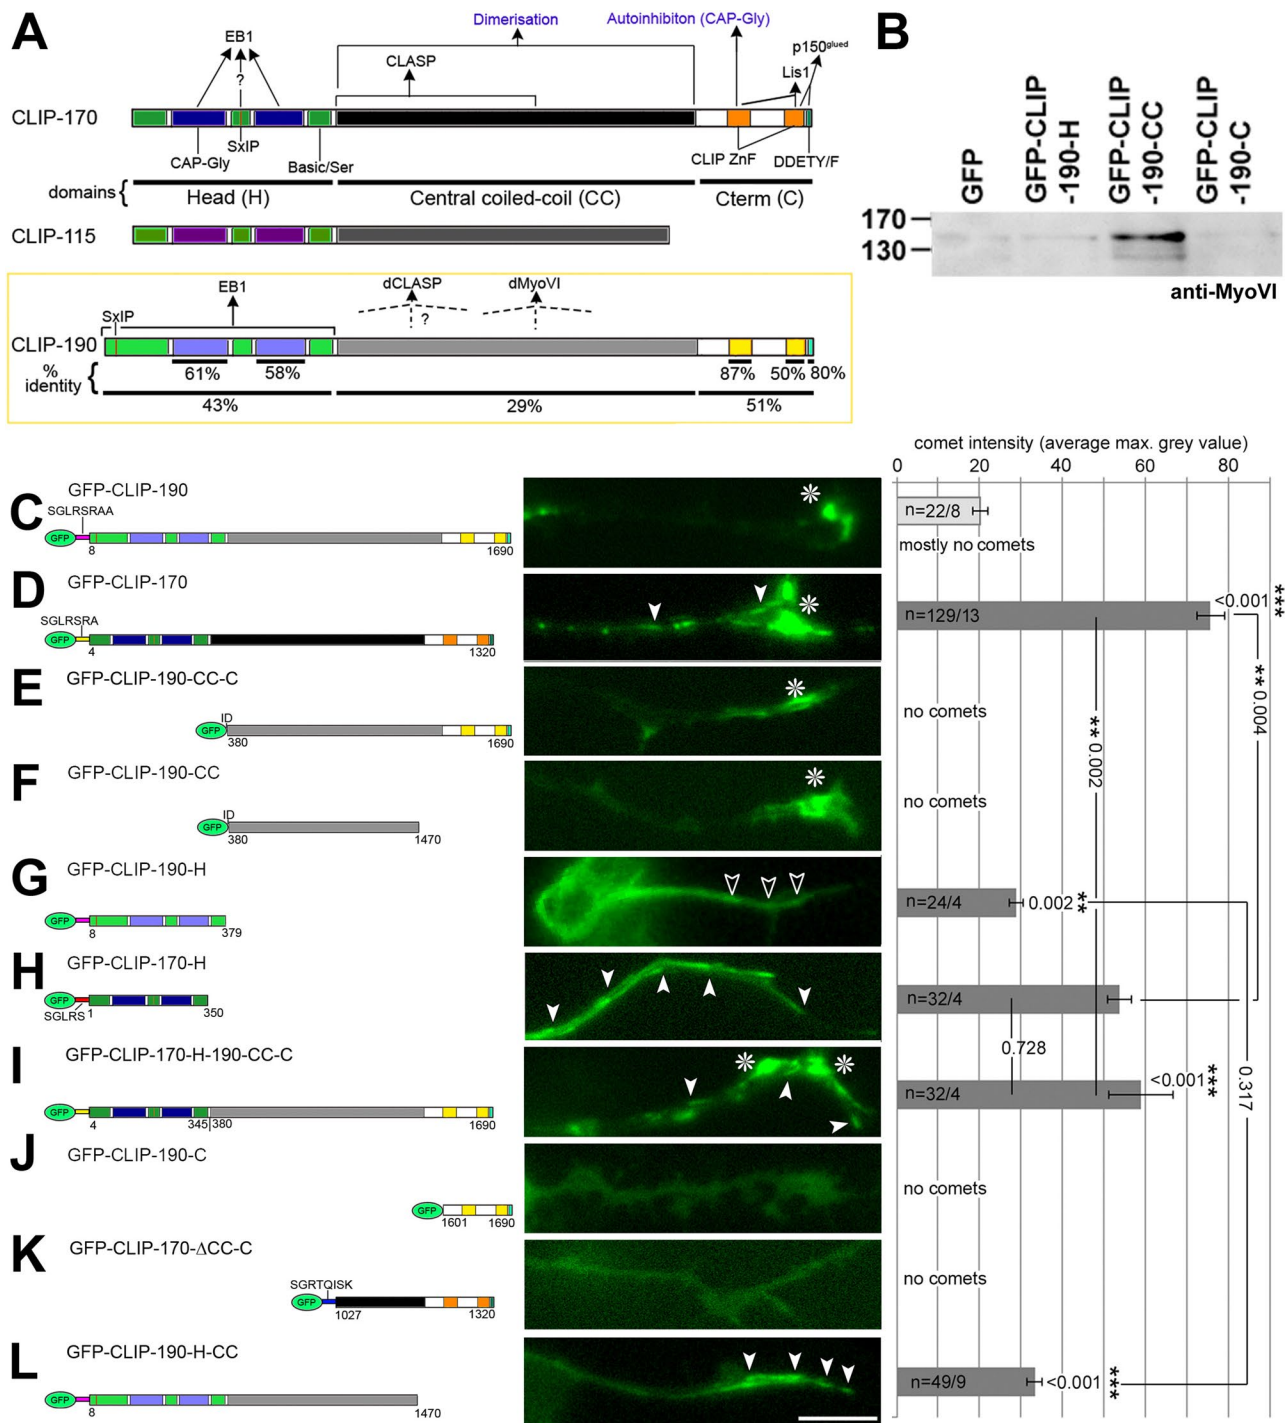 A
Dimerisation
Autoinhibiton (CAP-Gly)
EB1
?
CLASP
p150glued
Lis1
CLIP-170
CAP-Gly
SxIP
Basic/Ser
CLIP ZnF
DDETY/F
domains {
Head (H)
Central coiled-coil (CC)
Cterm (C)
CLIP-115
EB1
dCLASP
?
dMyoVI
SxIP
CLIP-190
% identity {
61%
58%
87%
50%
80%
43%
29%
51%
B
GFP
GFP-CLIP
-190-H
GFP-CLIP
-190-CC
GFP-CLIP
-190-C
170
130
anti-MyoVI
comet intensity (average max. grey value)
0 20 40 60 80
C
GFP-CLIP-190
SGLRSRAA
GFP
8
1690
n=22/8
mostly no comets
D
GFP-CLIP-170
SGLRSRA
GFP
4
1320
n=129/13
<0.001
***
** 0.004
E
GFP-CLIP-190-CC-C
ID
GFP
380
1690
no comets
** 0.002
F
GFP-CLIP-190-CC
ID
GFP
380
1470
no comets
G
GFP-CLIP-190-H
GFP
8
379
n=24/4
0.002
**
H
GFP-CLIP-170-H
GFP
SGLRS
1
350
n=32/4
0.728
I
GFP-CLIP-170-H-190-CC-C
GFP
4
345|380
1690
n=32/4
<0.001
***
0.317
J
GFP-CLIP-190-C
GFP
1601
1690
no comets
K
GFP-CLIP-170-ΔCC-C
SGRTQISK
GFP
1027
1320
no comets
L
GFP-CLIP-190-H-CC
GFP
8
1470
n=49/9
<0.001
***